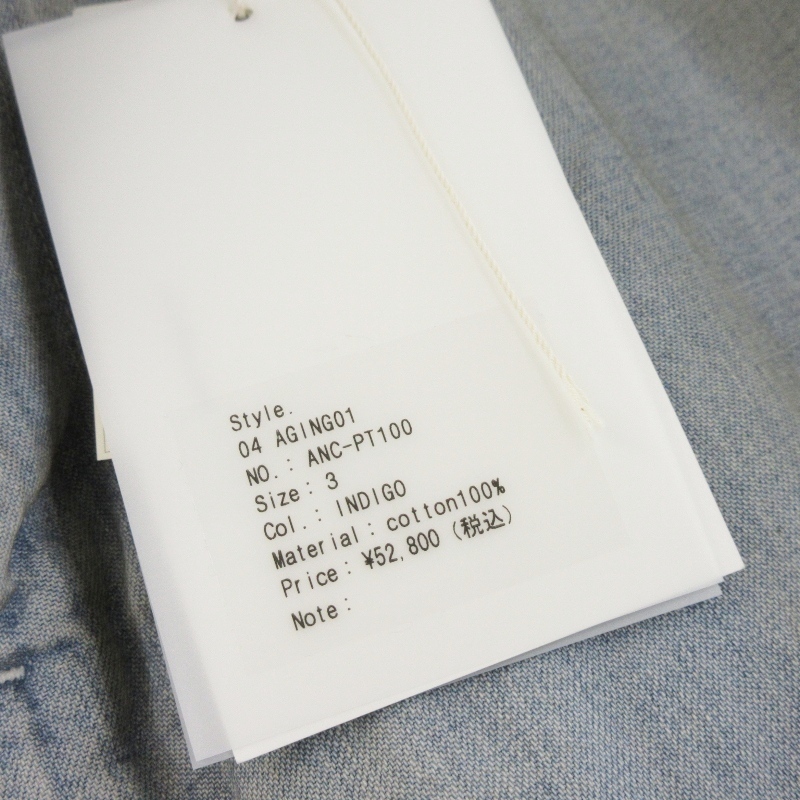 Style.
04 AGING01
NO.: ANC-PT100
Size: 3
Col.: INDIGO
Material: cotton100%
Price: ¥52,800 (税込)
Note: